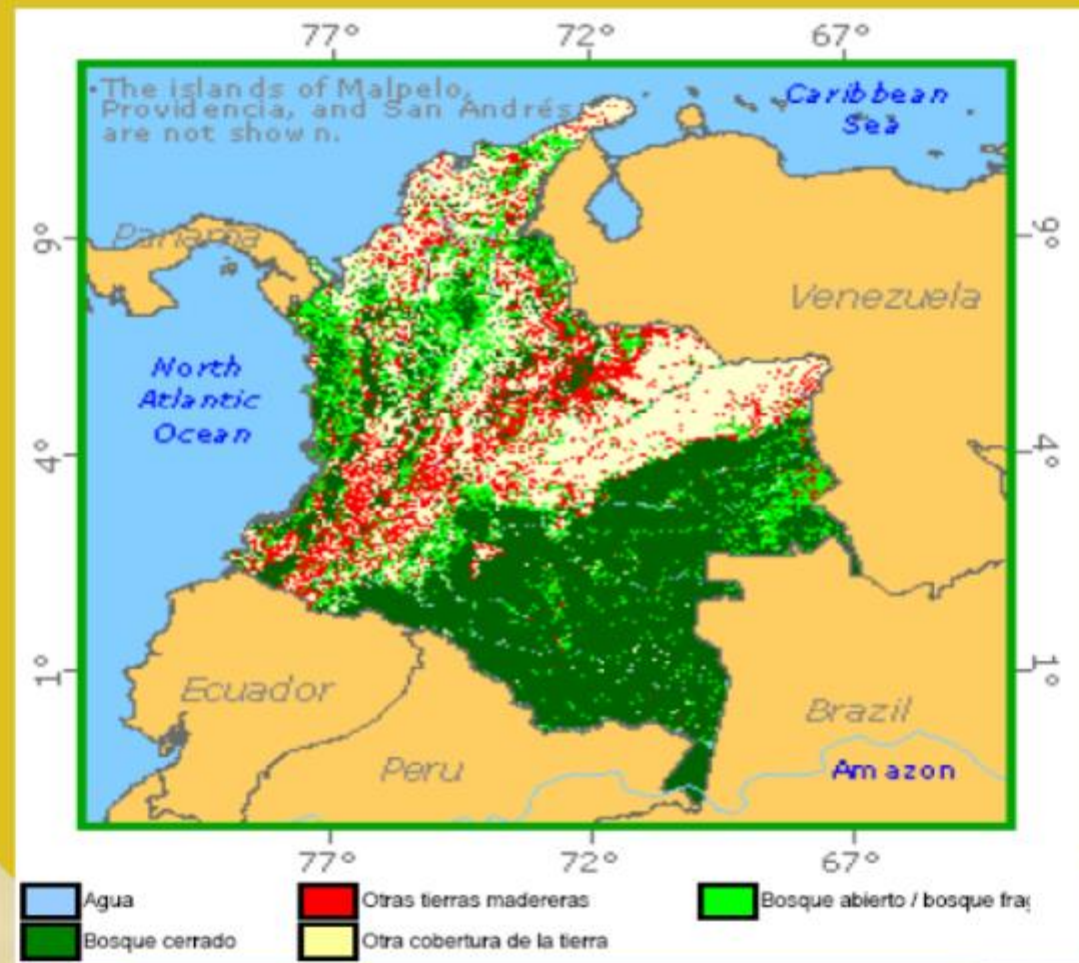 77° 72° 67°
•The islands of Malpelo,
Providencia, and San Andrés
are not shown.
Caribbean
Sea
Panama
9° 9°
Venezuela
North
Atlantic
Ocean
4° 4°
1° 1°
Ecuador
Brazil
Peru
Amazon
77° 72° 67°
Agua
Otras tierras madereras
Bosque abierto / bosque frag
Bosque cerrado
Otra cobertura de la tierra